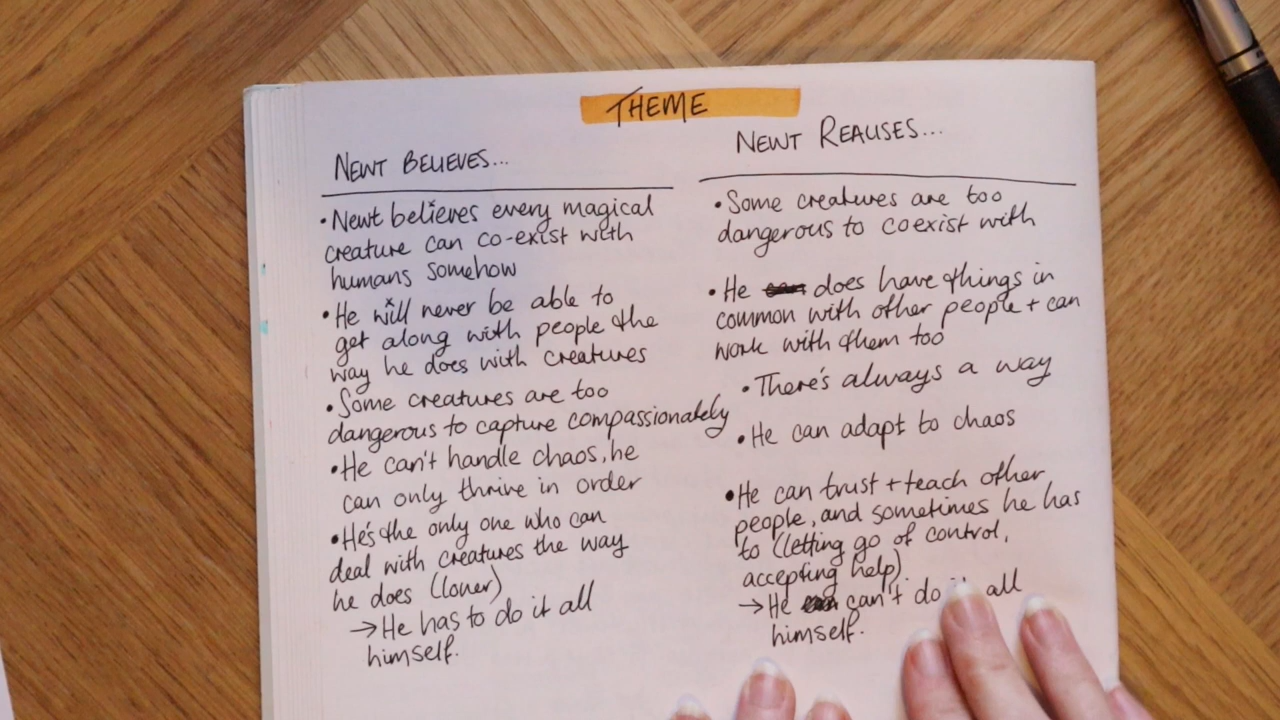 THEME
NEWT BELIEVES...
• Newt believes every magical
creature can co-exist with
humans somehow
• He will never be able to
get along with people the
way he does with creatures
• Some creatures are too
dangerous to capture compassionately
• He can't handle chaos, he
can only thrive in order
• He's the only one who can
deal with creatures the way
he does (loner)
→ He has to do it all
himself.
NEWT REALISES...
• Some creatures are too
dangerous to coexist with
• He does have things in
common with other people + can
work with them too
• There's always a way
• He can adapt to chaos
• He can trust + teach other
people, and sometimes he has
to (letting go of control,
accepting help)
→ He can't do all
himself.